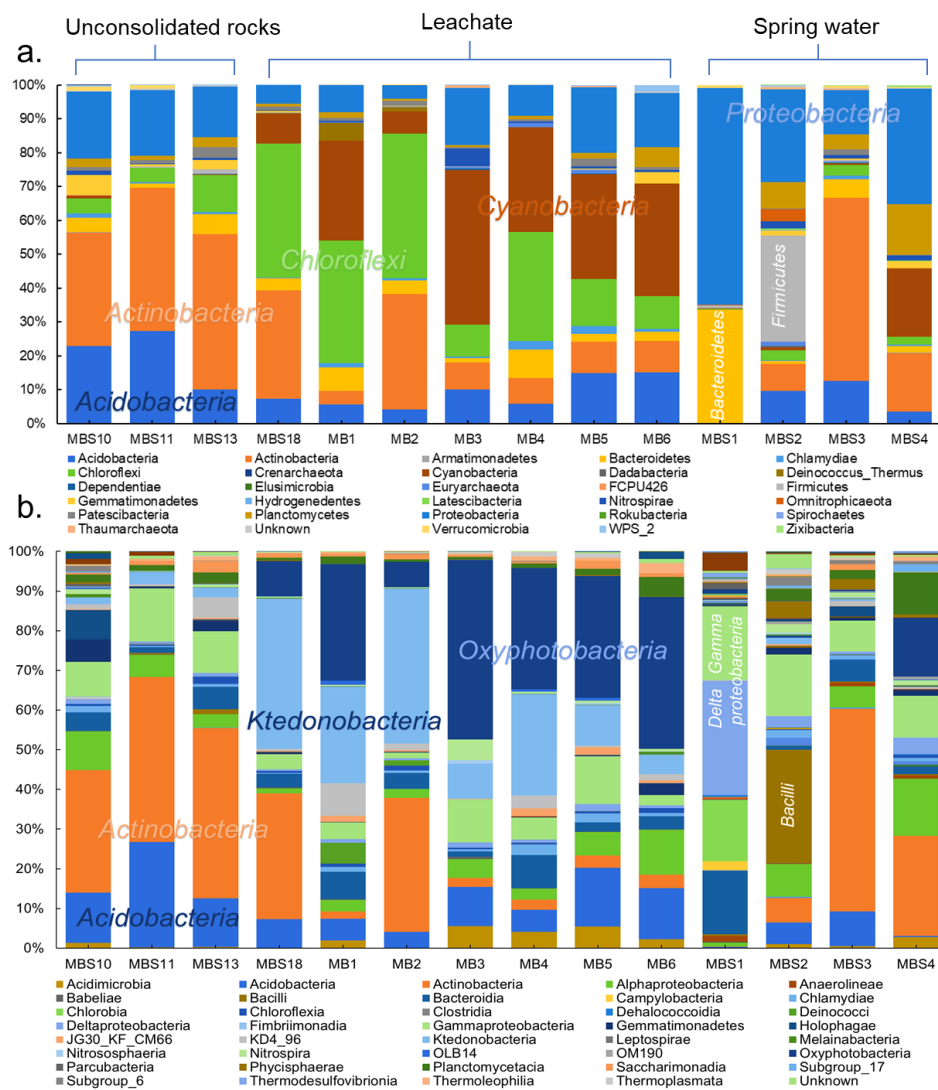 Unconsolidated rocks Leachate Spring water
a.
100%
90%
80%
70%
60%
50%
40%
30%
20%
10%
0%
Proteobacteria
Cyanobacteria
Chloroflexi
Firmicutes
Actinobacteria
Bacteroidetes
Acidobacteria
MBS10 MBS11 MBS13 MBS18 MB1 MB2 MB3 MB4 MB5 MB6 MBS1 MBS2 MBS3 MBS4
Acidobacteria Actinobacteria Armatimonadetes Bacteroidetes Chlamydiae
Chloroflexi Crenarchaeota Cyanobacteria Dadabacteria Deinococcus_Thermus
Dependentiae Elusimicrobia Euryarchaeota FCPU426 Firmicutes
Gemmatimonadetes Hydrogenedentes Latescibacteria Nitrospirae Omnitrophicaeota
Patescibacteria Planctomycetes Proteobacteria Rokubacteria Spirochaetes
Thaumarchaeota Unknown Verrucomicrobia WPS_2 Zixibacteria
b.
100%
90%
80%
70%
60%
50%
40%
30%
20%
10%
0%
Oxyphotobacteria
Gamma
proteobacteria
Delta
Ktedonobacteria
Bacilli
Actinobacteria
Acidobacteria
MBS10 MBS11 MBS13 MBS18 MB1 MB2 MB3 MB4 MB5 MB6 MBS1 MBS2 MBS3 MBS4
Acidimicrobia Acidobacteria Actinobacteria Alphaproteobacteria Anaerolineae
Babeliae Bacilli Bacteroidia Campylobacteria Chlamydiae
Chlorobia Chloroflexia Clostridia Dehalococcoidia Deinococci
Deltaproteobacteria Fimbriimonadia Gammaproteobacteria Gemmatimonadetes Holophagae
JG30_KF_CM66 KD4_96 Ktedonobacteria Leptospirae Melainabacteria
Nitrososphaeria Nitrospira OLB14 OM190 Oxyphotobacteria
Parcubacteria Phycisphaerae Planctomycetacia Saccharimonadia Subgroup_17
Subgroup_6 Thermodesulfovibrionia Thermoleophilia Thermoplasmata Unknown